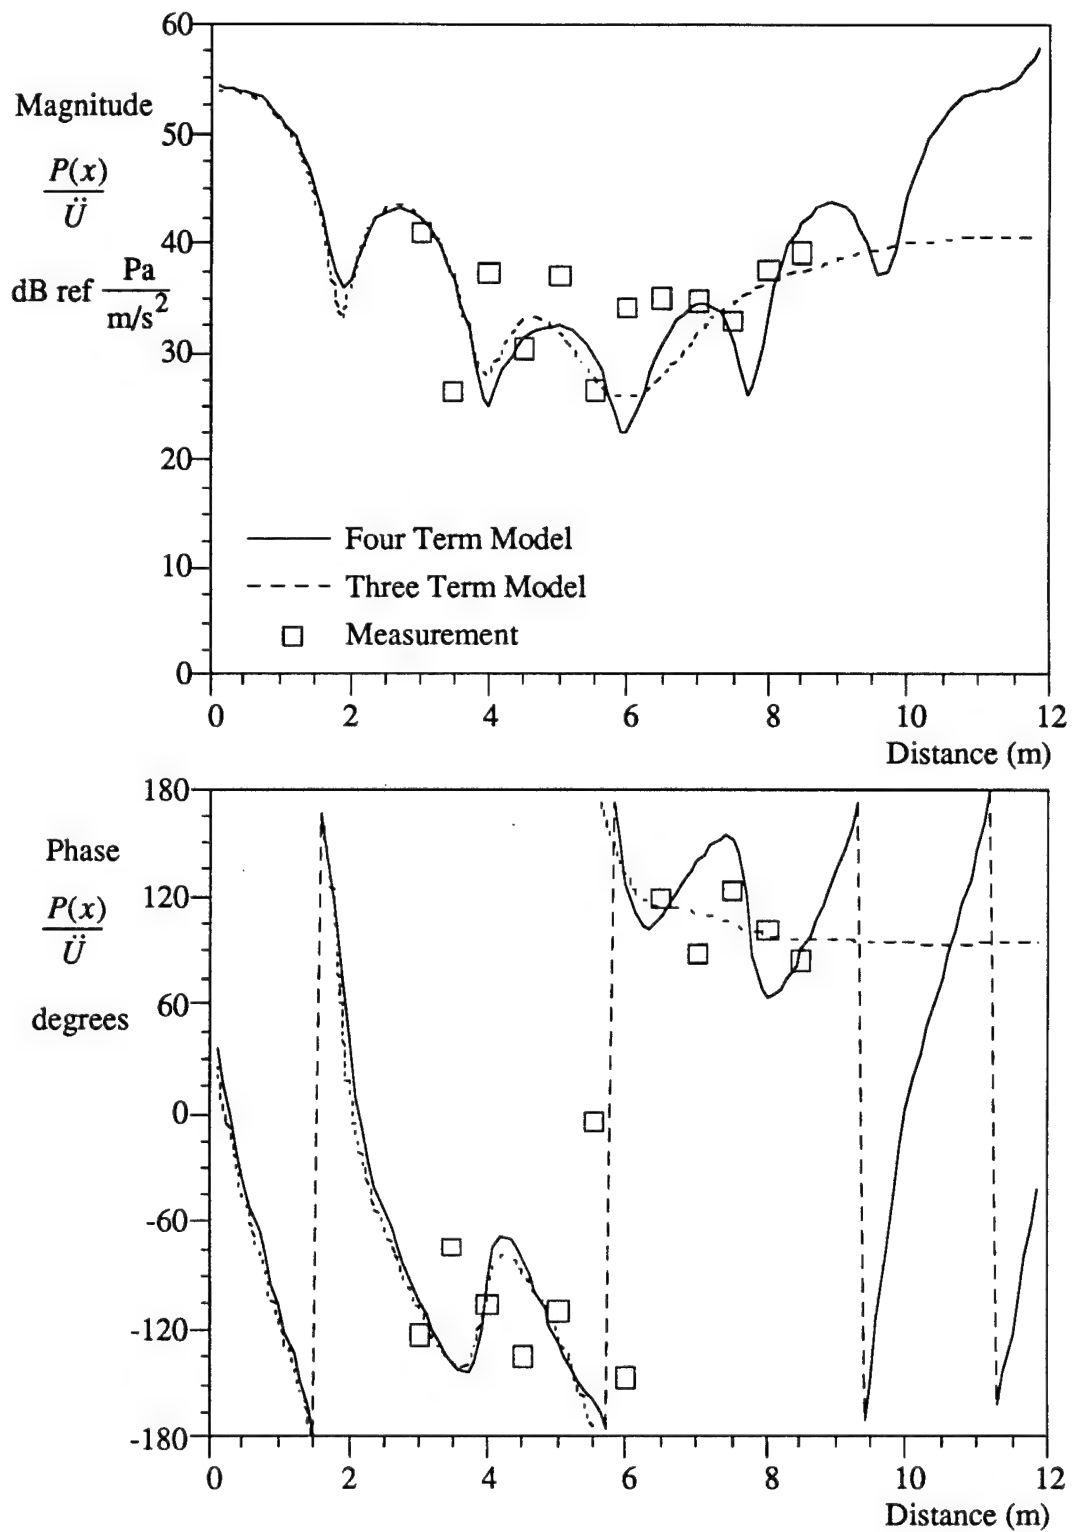 60
Magnitude
50
P(x)
Ü
40
dB ref Pa
m/s²
30
20
Four Term Model
10
Three Term Model
Measurement
0
0 2 4 6 8 10 12
Distance (m)
180
Phase
120
P(x)
Ü
60
degrees
0
-60
-120
-180
0 2 4 6 8 10 12
Distance (m)